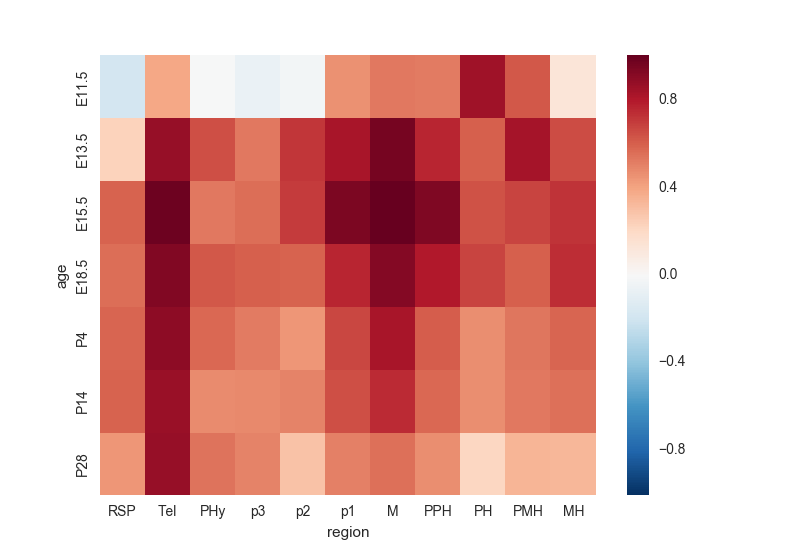 E11.5
E13.5
E15.5
E18.5
P4
P14
P28
age
RSP Tel PHy p3 p2 p1 M PPH PH PMH MH
region
0.8
0.4
0.0
−0.4
−0.8